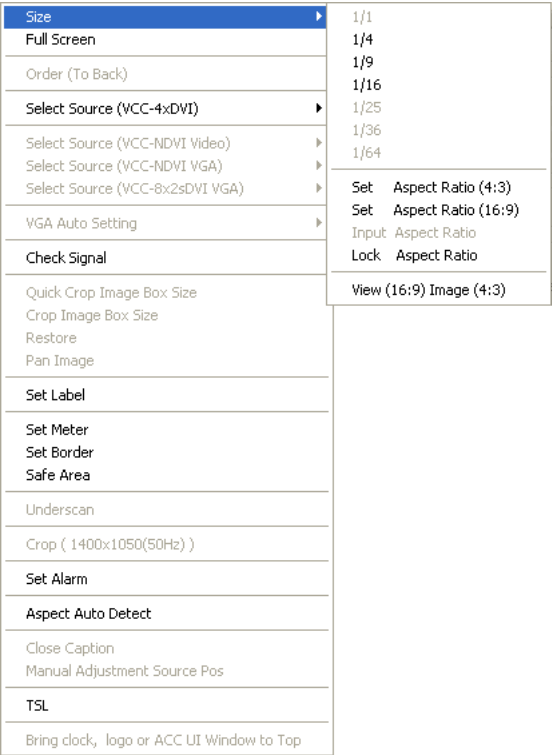 Size
Full Screen
Order (To Back)
Select Source (VCC-4xDVI)
Select Source (VCC-NDVI Video)
Select Source (VCC-NDVI VGA)
Select Source (VCC-8x2sDVI VGA)
VGA Auto Setting
Check Signal
Quick Crop Image Box Size
Crop Image Box Size
Restore
Pan Image
Set Label
Set Meter
Set Border
Safe Area
Underscan
Crop ( 1400x1050(50Hz) )
Set Alarm
Aspect Auto Detect
Close Caption
Manual Adjustment Source Pos
TSL
Bring clock, logo or ACC UI Window to Top
1/1
1/4
1/9
1/16
1/25
1/36
1/64
Set Aspect Ratio (4:3)
Set Aspect Ratio (16:9)
Input Aspect Ratio
Lock Aspect Ratio
View (16:9) Image (4:3)